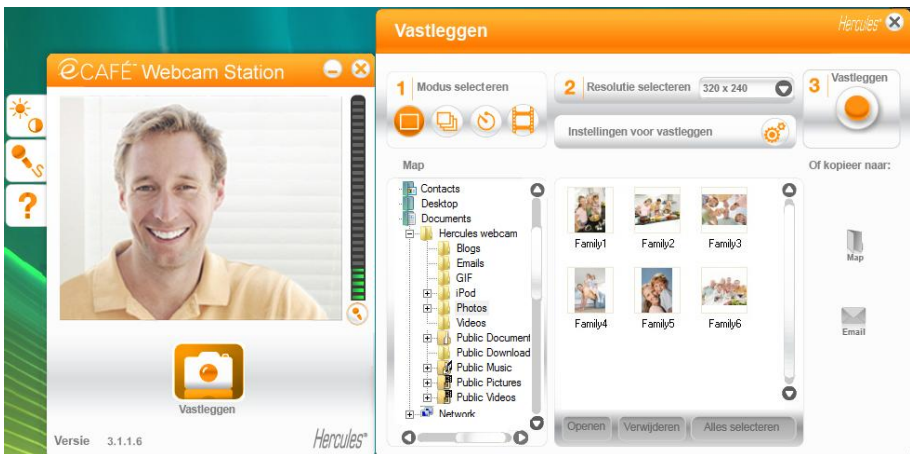 eCAFÉ™ Webcam Station
Vastleggen
Versie 3.1.1.6
Hercules®
Vastleggen
Hercules®
1 Modus selecteren
2 Resolutie selecteren 320 x 240
3 Vastleggen
Instellingen voor vastleggen
Map
Contacts
Desktop
Documents
Hercules webcam
Blogs
Emails
GIF
iPod
Photos
Videos
Public Document
Public Download
Public Music
Public Pictures
Public Videos
Network
Family1 Family2 Family3
Family4 Family5 Family6
Openen Verwijderen Alles selecteren
Of kopieer naar:
Map
Email